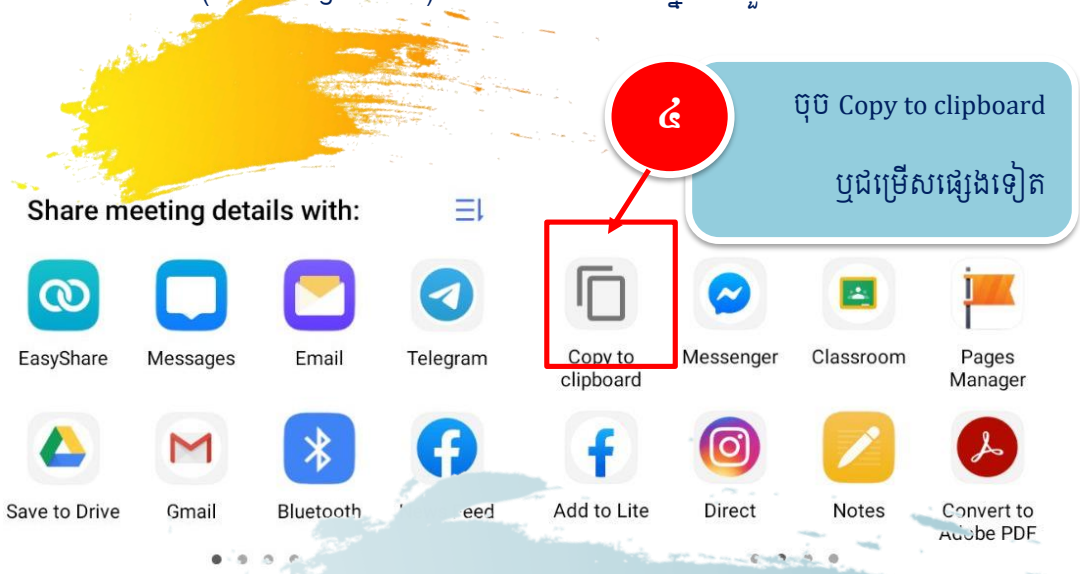 ៤
ចុច Copy to clipboard
ឬជម្រើសផ្សេងទៀត
Share meeting details with:
EasyShare Messages Email Telegram Copy to clipboard Messenger Classroom Pages Manager
Save to Drive Gmail Bluetooth Add to Lite Direct Notes Convert to Adobe PDF